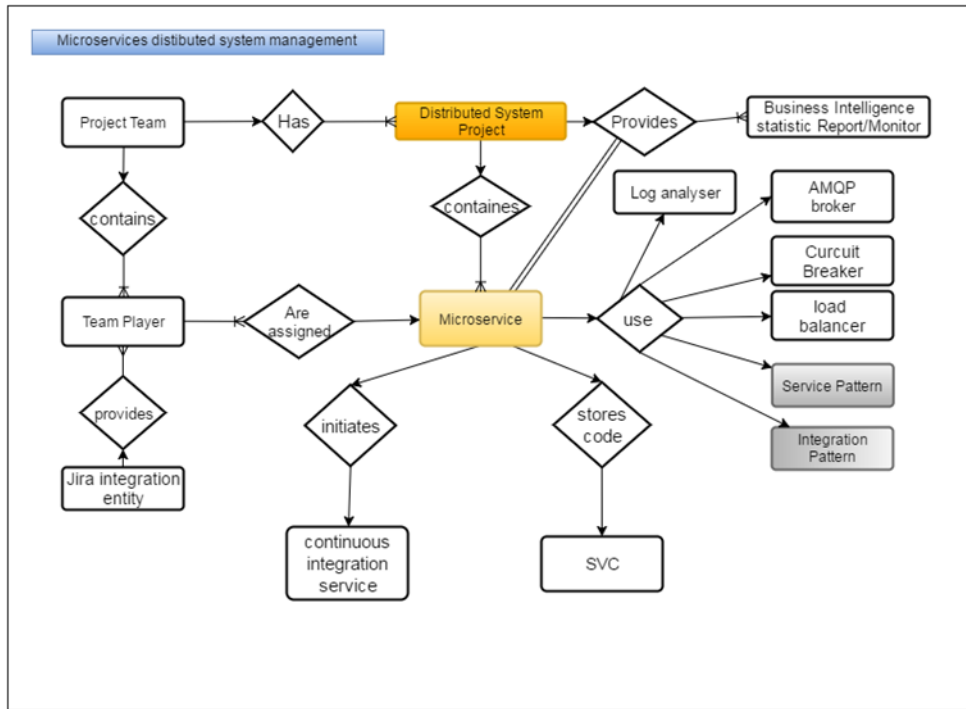 Microservices distibuted system management
Project Team
Has
Distributed System
Project
Provides
Business Intelligence
statistic Report/Monitor
contains
containes
Log analyser
AMQP
broker
Curcuit
Breaker
Team Player
Are
assigned
Microservice
use
load
balancer
Service Pattern
Integration
Pattern
provides
initiates
stores
code
Jira integration
entity
continuous
integration
service
SVC